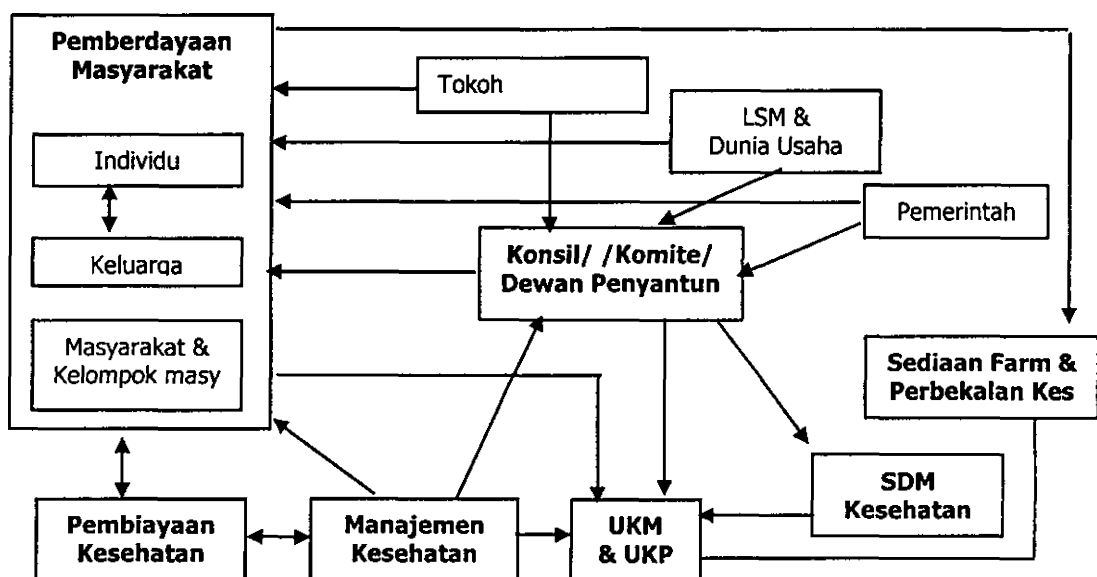 Pemberdayaan
Masyarakat
Tokoh
LSM &
Dunia Usaha
Individu
Pemerintah
Keluarga
Konsil/ /Komite/
Dewan Penyantun
Masyarakat &
Kelompok masy
Sediaan Farm &
Perbekalan Kes
SDM
Kesehatan
Pembiayaan
Kesehatan
Manajemen
Kesehatan
UKM
& UKP